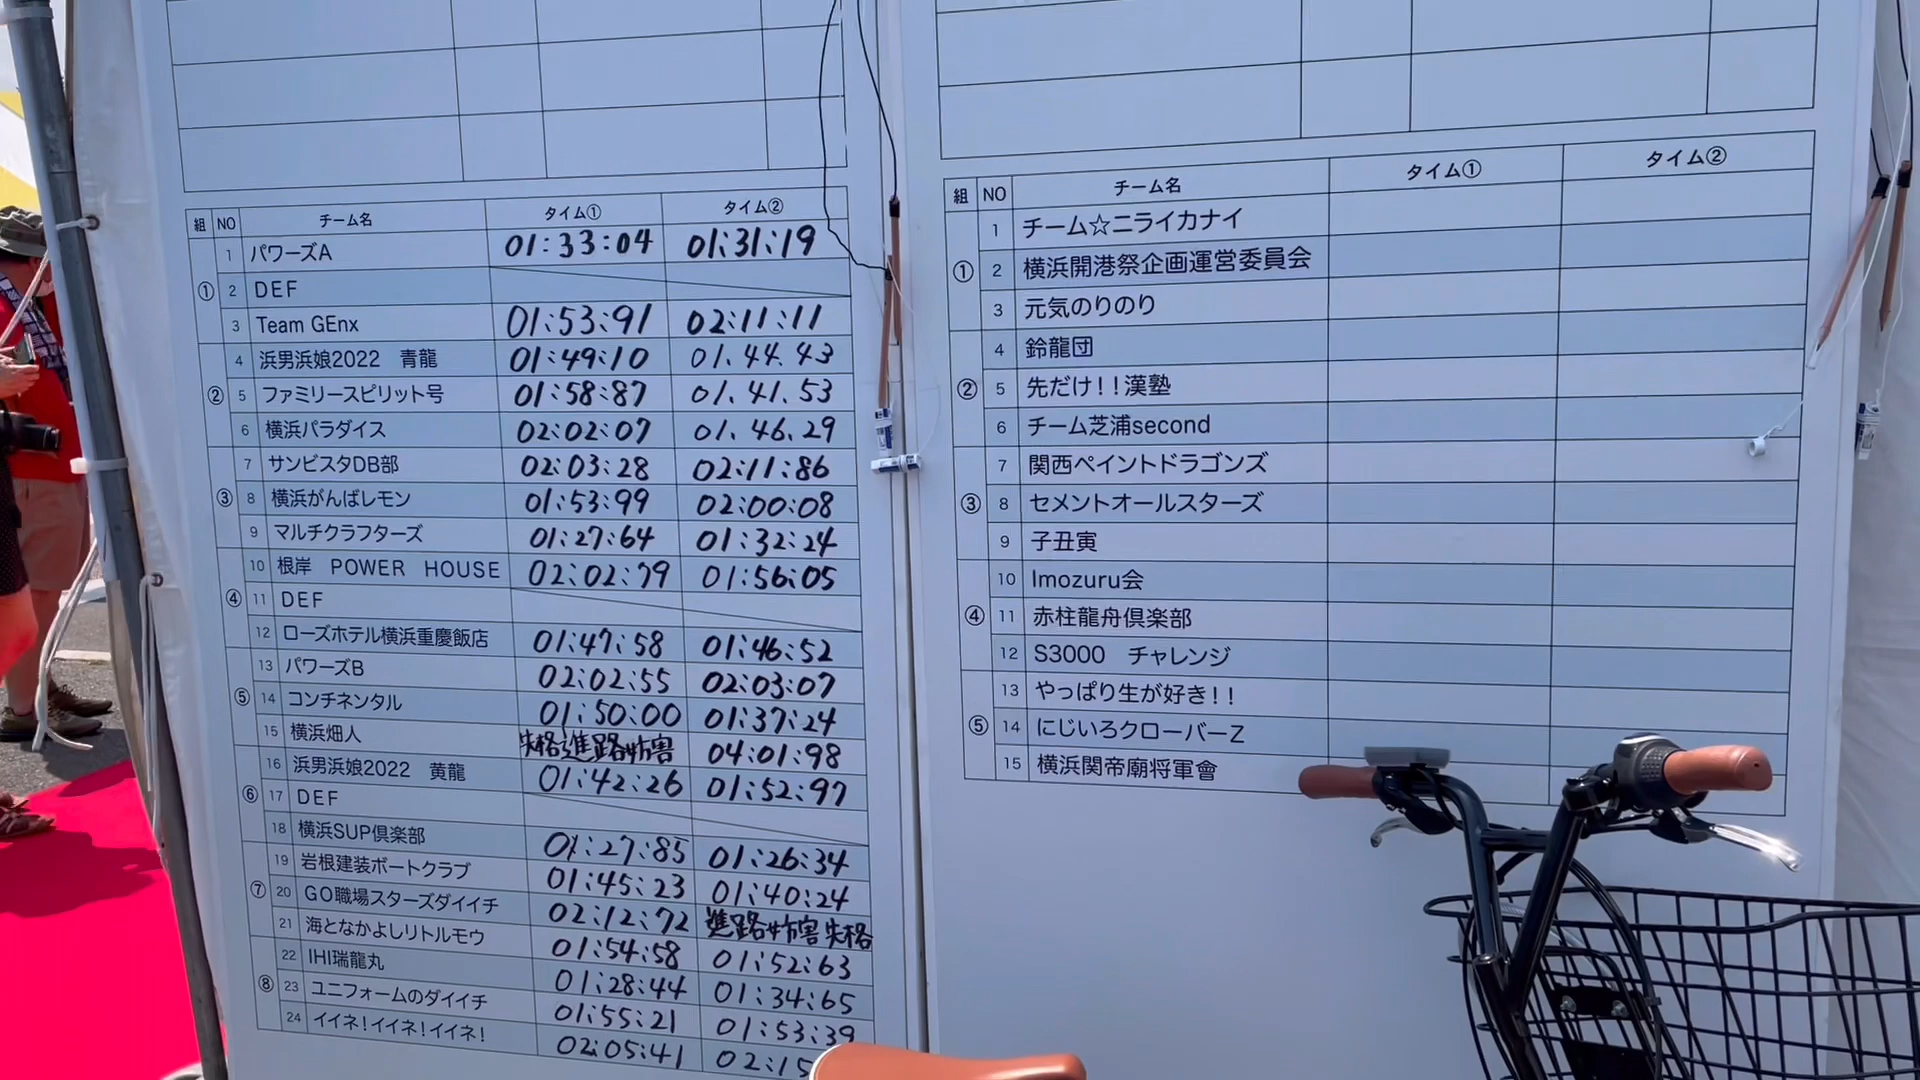 組 NO チーム名 タイム① タイム②
① 1 パワーズA 01:33:04 01:31:19
2 DEF
3 Team GEnx 01:53:91 02:11:11
② 4 浜男浜娘2022 青龍 01:49:10 01.44.43
5 ファミリースピリット号 01:58:87 01.41.53
6 横浜パラダイス 02:02:07 01.46.29
③ 7 サンビスタDB部 02:03:28 02:11:86
8 横浜がんばレモン 01:53:99 02:00:08
9 マルチクラフターズ 01:27:64 01:32:24
④ 10 根岸 POWER HOUSE 02:02:79 01:56:05
11 DEF
12 ローズホテル横浜重慶飯店 01:47:58 01:46:52
⑤ 13 パワーズB 02:02:55 02:03:07
14 コンチネンタル 01:50:00 01:37:24
15 横浜畑人 失格 進路妨害 04:01:98
⑥ 16 浜男浜娘2022 黄龍 01:42:26 01:52:97
17 DEF
18 横浜SUP倶楽部 01:27:85 01:26:34
⑦ 19 岩根建装ボートクラブ 01:45:23 01:40:24
20 GO職場スターズダイイチ 02:12:72 進路妨害 失格
21 海となかよしリトルモウ 01:54:58 01:52:63
⑧ 22 IHI瑞龍丸 01:28:44 01:34:65
23 ユニフォームのダイイチ 01:55:21 01:53:39
24 イイネ!イイネ!イイネ! 02:05:41 02:15
組 NO チーム名 タイム① タイム②
① 1 チーム☆ニライカナイ
2 横浜開港祭企画運営委員会
3 元気のりのり
② 4 鈴龍団
5 先だけ!!漢塾
6 チーム芝浦second
③ 7 関西ペイントドラゴンズ
8 セメントオールスターズ
9 子丑寅
④ 10 Imozuru会
11 赤柱龍舟倶楽部
12 S3000 チャレンジ
⑤ 13 やっぱり生が好き!!
14 にじいろクローバーZ
15 横浜関帝廟将軍會